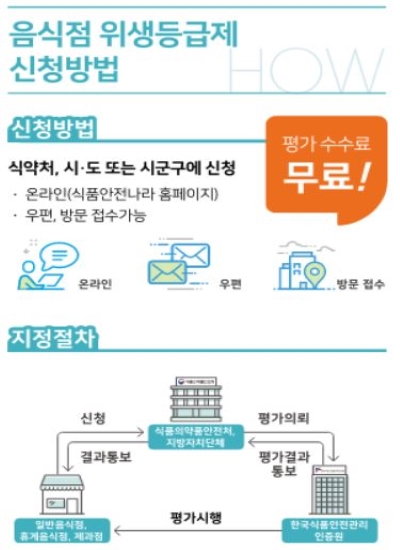 음식점 위생등급제
신청방법
HOW
신청방법
평가 수수료
무료!
식약처, 시·도 또는 시군구에 신청
· 온라인(식품안전나라 홈페이지)
· 우편, 방문 접수가능
온라인
우편
방문 접수
지정절차
신청
평가의뢰
식품의약품안전처,
지방자치단체
결과통보
평가결과
통보
평가시행
일반음식점,
휴게음식점, 제과점
한국식품안전관리
인증원